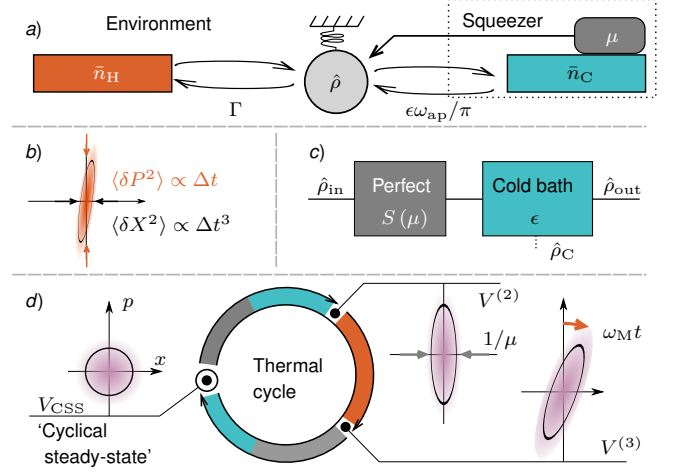 a)
Environment
Squeezer
μ
n̄_H
ρ̂
n̄_C
Γ
ϵω_ap/π
b)
⟨δP²⟩ ∝ Δt
⟨δX²⟩ ∝ Δt³
c)
ρ̂_in
Perfect
S (μ)
Cold bath
ϵ
ρ̂_out
ρ̂_C
d)
p
x
V_CSS
'Cyclical
steady-state'
Thermal
cycle
V^(2)
1/μ
ω_M t
V^(3)